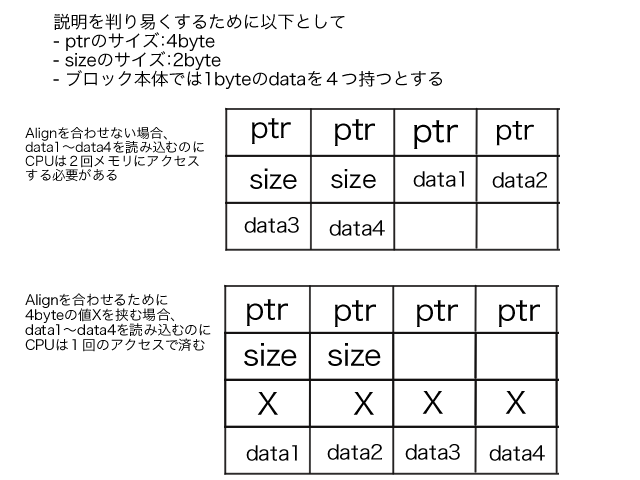 説明を判り易くするために以下として
- ptrのサイズ:4byte
- sizeのサイズ:2byte
- ブロック本体では1byteのdataを４つ持つとする
Alignを合わせない場合、
data1〜data4を読み込むのに
CPUは２回メモリにアクセス
する必要がある
ptr ptr ptr ptr
size size data1 data2
data3 data4
Alignを合わせるために
4byteの値Xを挟む場合、
data1〜data4を読み込むのに
CPUは１回のアクセスで済む
ptr ptr ptr ptr
size size
X X X X
data1 data2 data3 data4